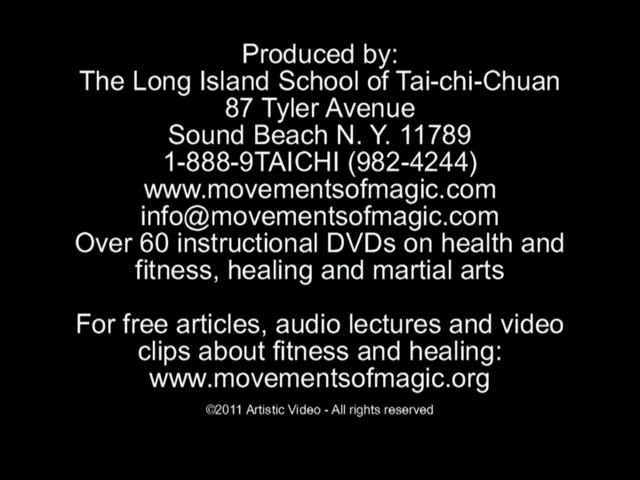 Produced by:
The Long Island School of Tai-chi-Chuan
87 Tyler Avenue
Sound Beach N. Y. 11789
1-888-9TAICHI (982-4244)
www.movementsofmagic.com
info@movementsofmagic.com
Over 60 instructional DVDs on health and
fitness, healing and martial arts
For free articles, audio lectures and video
clips about fitness and healing:
www.movementsofmagic.org
©2011 Artistic Video - All rights reserved